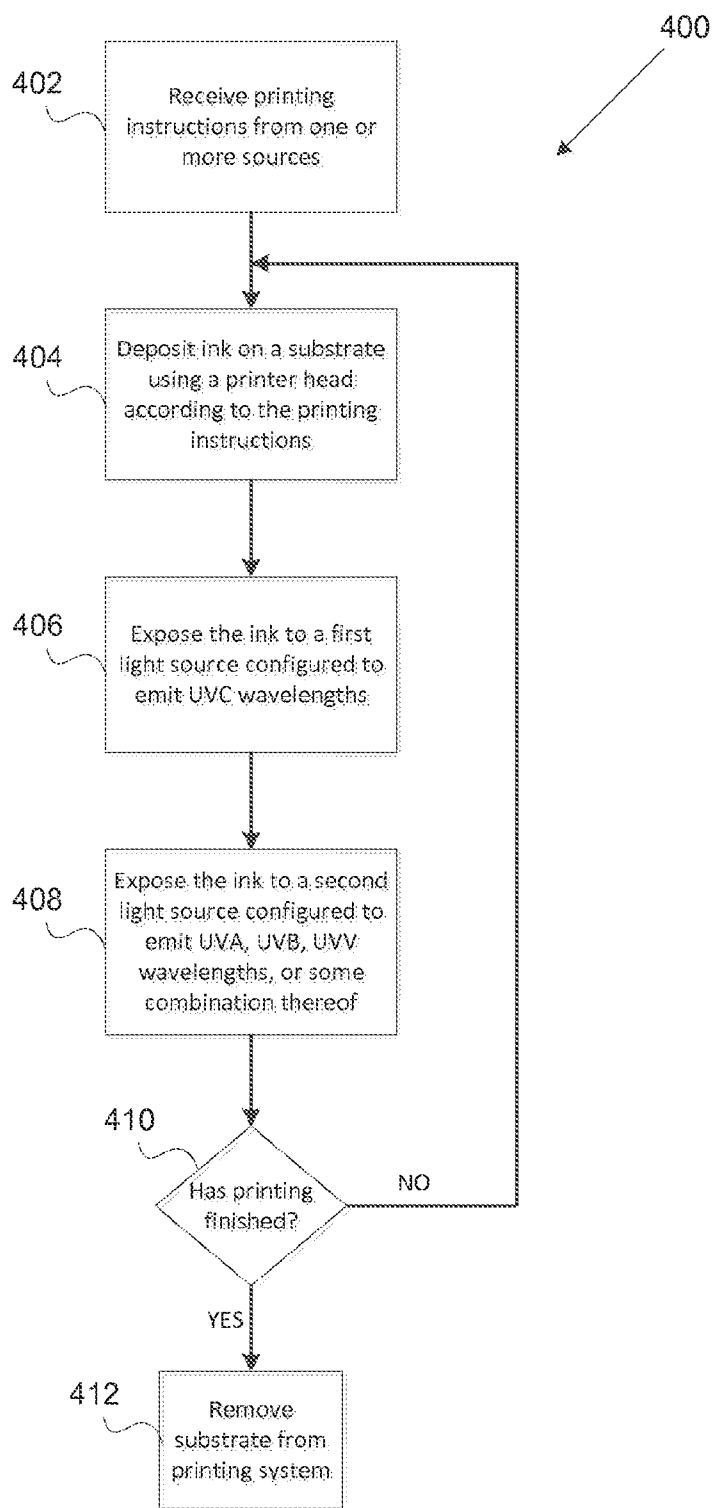 400
402
Receive printing
instructions from one or
more sources
404
Deposit ink on a substrate
using a printer head
according to the printing
instructions
406
Expose the ink to a first
light source configured to
emit UVC wavelengths
408
Expose the ink to a second
light source configured to
emit UVA, UVB, UVV
wavelengths, or some
combination thereof
410
Has printing
finished?
NO
YES
412
Remove
substrate from
printing system